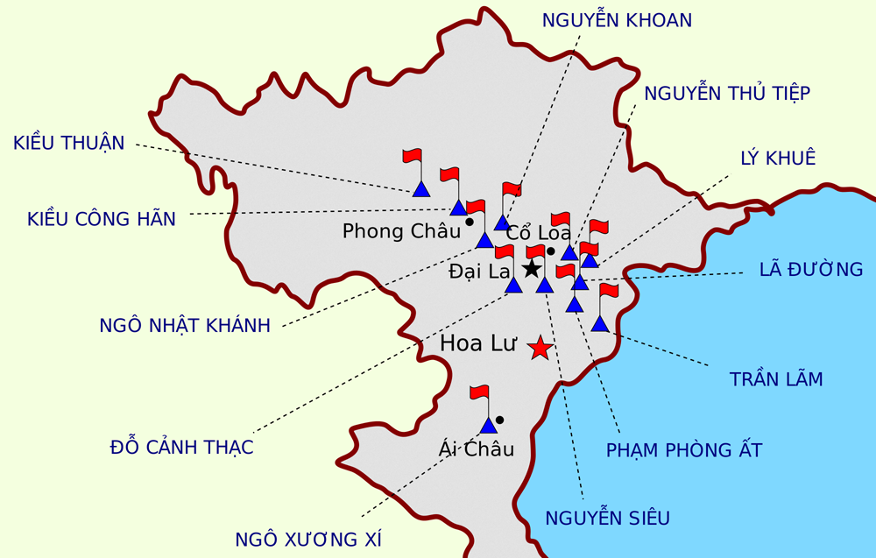 NGUYỄN KHOAN
NGUYỄN THỦ TIỆP
KIỀU THUẬN
LÝ KHUÊ
KIỀU CÔNG HÃN
Phong Châu
Cổ Loa
Đại La
LÃ ĐƯỜNG
NGÔ NHẬT KHÁNH
Hoa Lư
TRẦN LÃM
ĐỖ CẢNH THẠC
Ái Châu
PHẠM PHÒNG ÁT
NGUYỄN SIÊU
NGÔ XƯƠNG XÍ